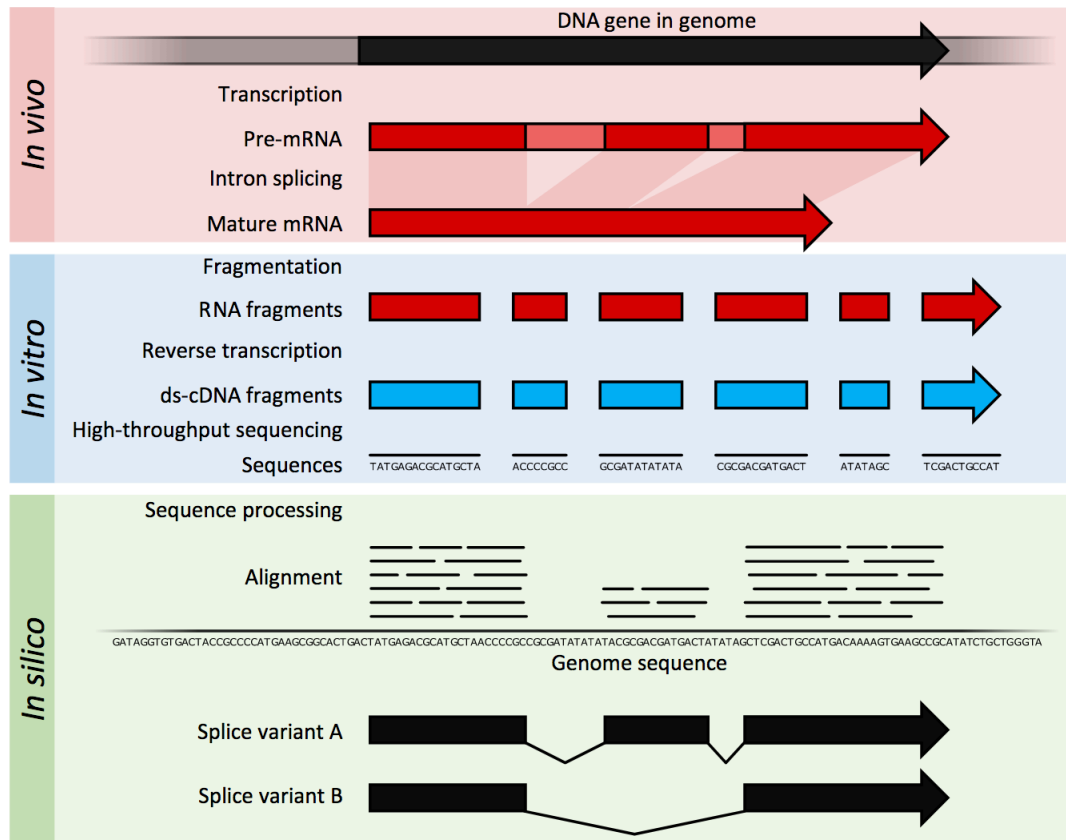 In vivo
DNA gene in genome
Transcription
Pre-mRNA
Intron splicing
Mature mRNA
In vitro
Fragmentation
RNA fragments
Reverse transcription
ds-cDNA fragments
High-throughput sequencing
Sequences
TATGAGACGCATGCTA ACCCCGCC GCGATATATATA CGCGACGATGACT ATATAGC TCGACTGCCAT
In silico
Sequence processing
Alignment
GATAGGTGTGACTACCGCCCCATGAAGCGGCACTGACTATGAGACGCATGCTAACCCCGCCGCGATATATATACGCGACGATGACTATATAGCTCGACTGCCATGACAAAAGTGAAGCCGCATATCTGCTGGGTA
Genome sequence
Splice variant A
Splice variant B